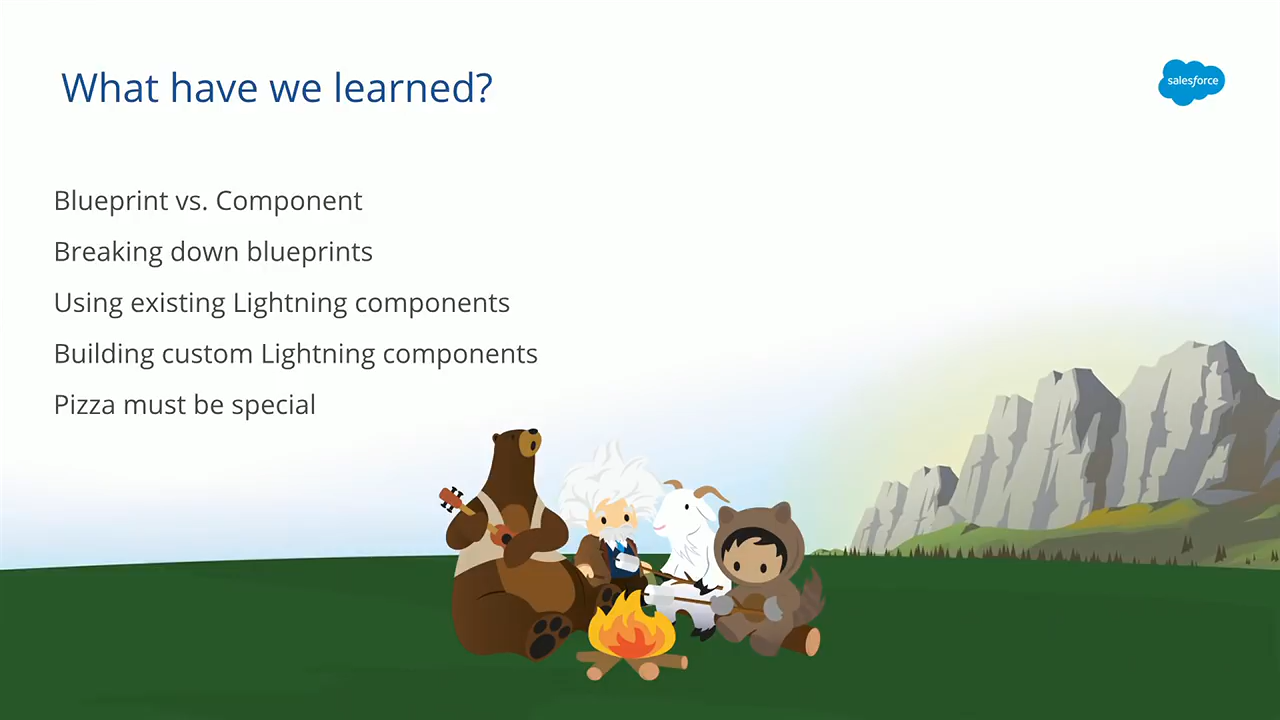 What have we learned?
salesforce
Blueprint vs. Component
Breaking down blueprints
Using existing Lightning components
Building custom Lightning components
Pizza must be special